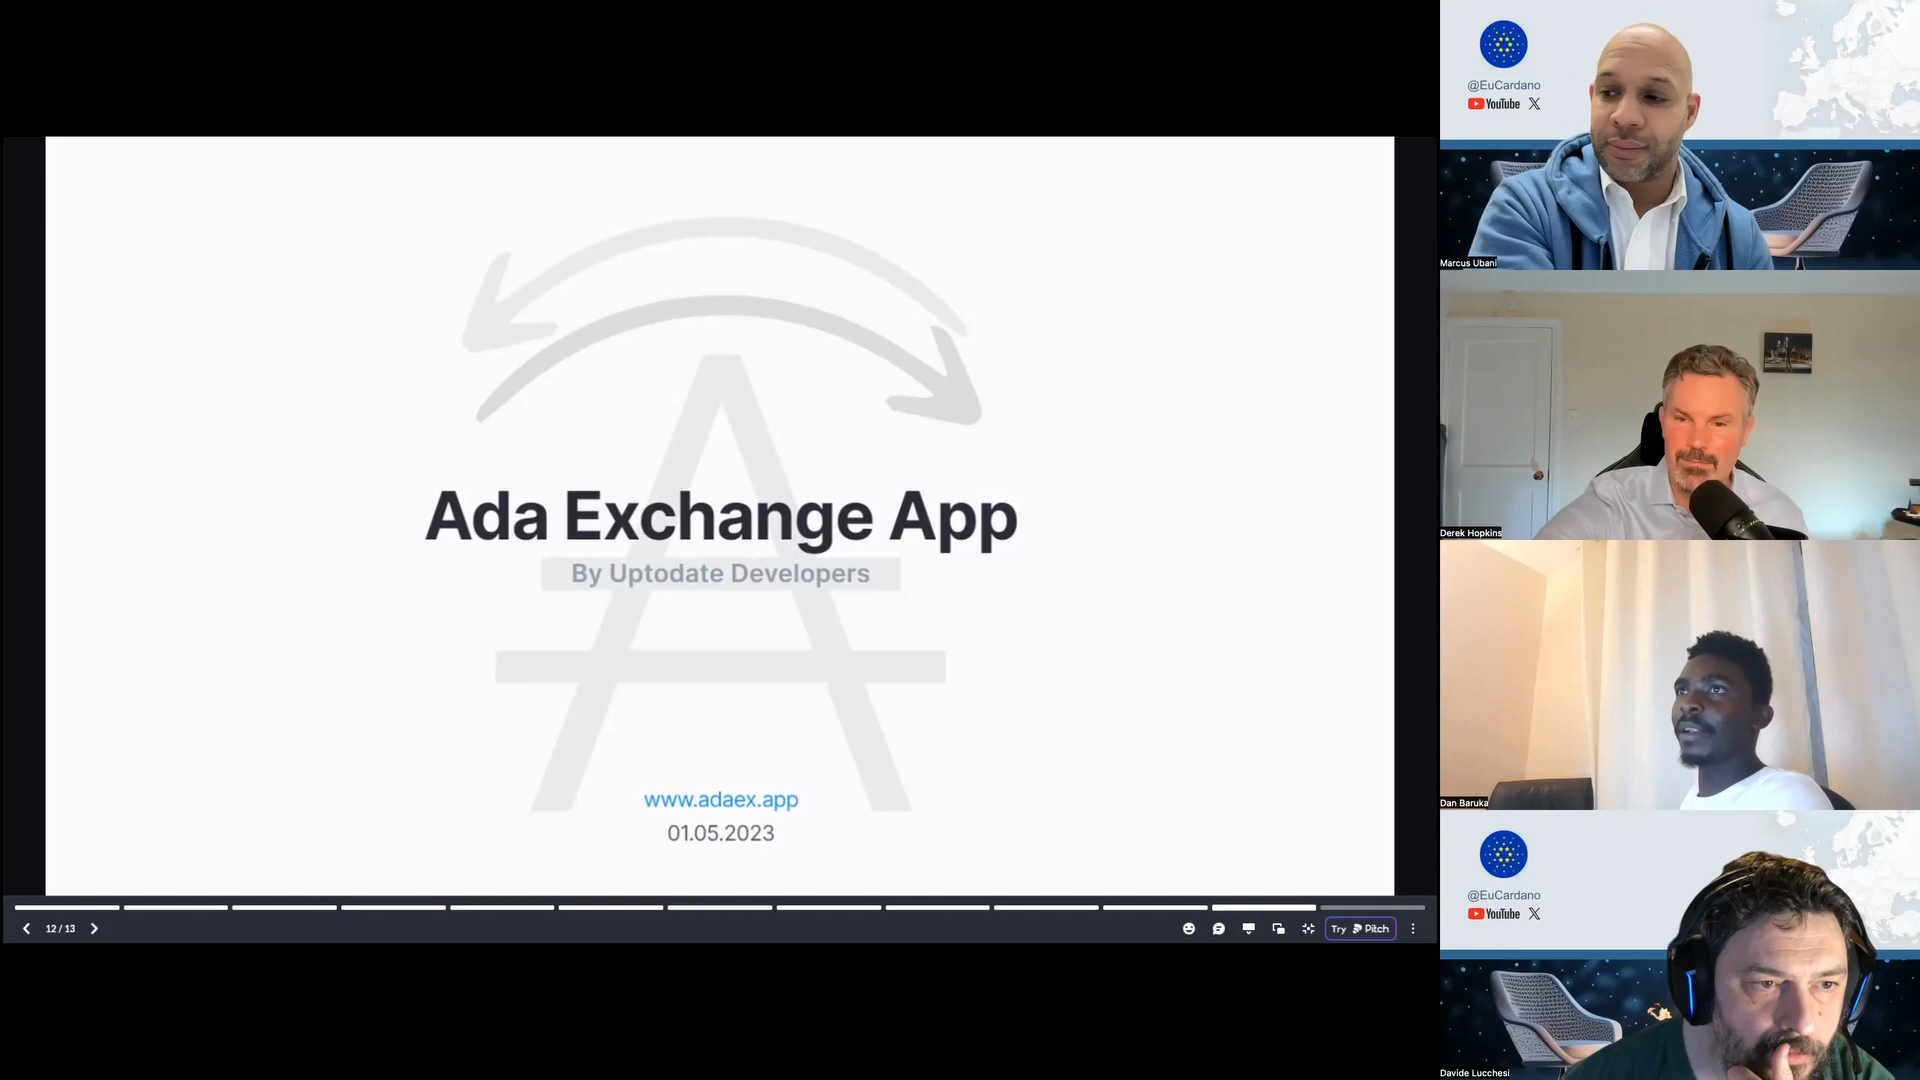 Ada Exchange App
By Uptodate Developers
www.adaex.app
01.05.2023
12 / 13
Try Pitch
@EuCardano
YouTube X
Marcus Ubani
Derek Hopkins
Dan Baruka
@EuCardano
YouTube X
Davide Lucchesi